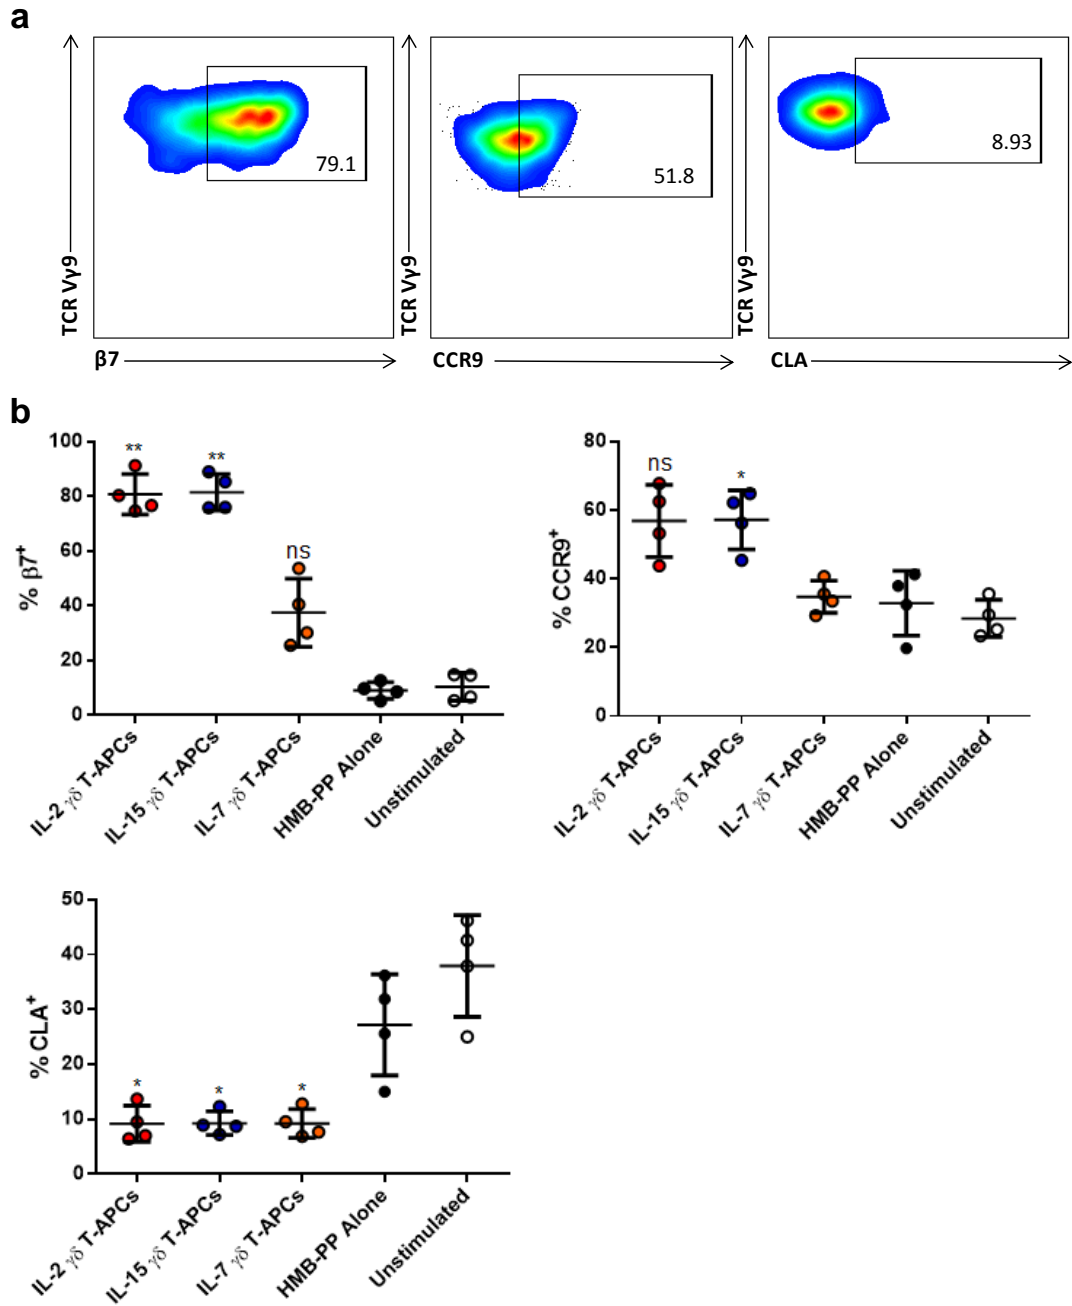 a
TCR Vγ9
79.1
β7
TCR Vγ9
51.8
CCR9
TCR Vγ9
8.93
CLA
b
% β7⁺
100
80
60
40
20
0
**
**
ns
IL-2 γδ T-APCs
IL-15 γδ T-APCs
IL-7 γδ T-APCs
HMB-PP Alone
Unstimulated
% CCR9⁺
80
60
40
20
0
ns
*
IL-2 γδ T-APCs
IL-15 γδ T-APCs
IL-7 γδ T-APCs
HMB-PP Alone
Unstimulated
% CLA⁺
50
40
30
20
10
0
*
*
*
IL-2 γδ T-APCs
IL-15 γδ T-APCs
IL-7 γδ T-APCs
HMB-PP Alone
Unstimulated